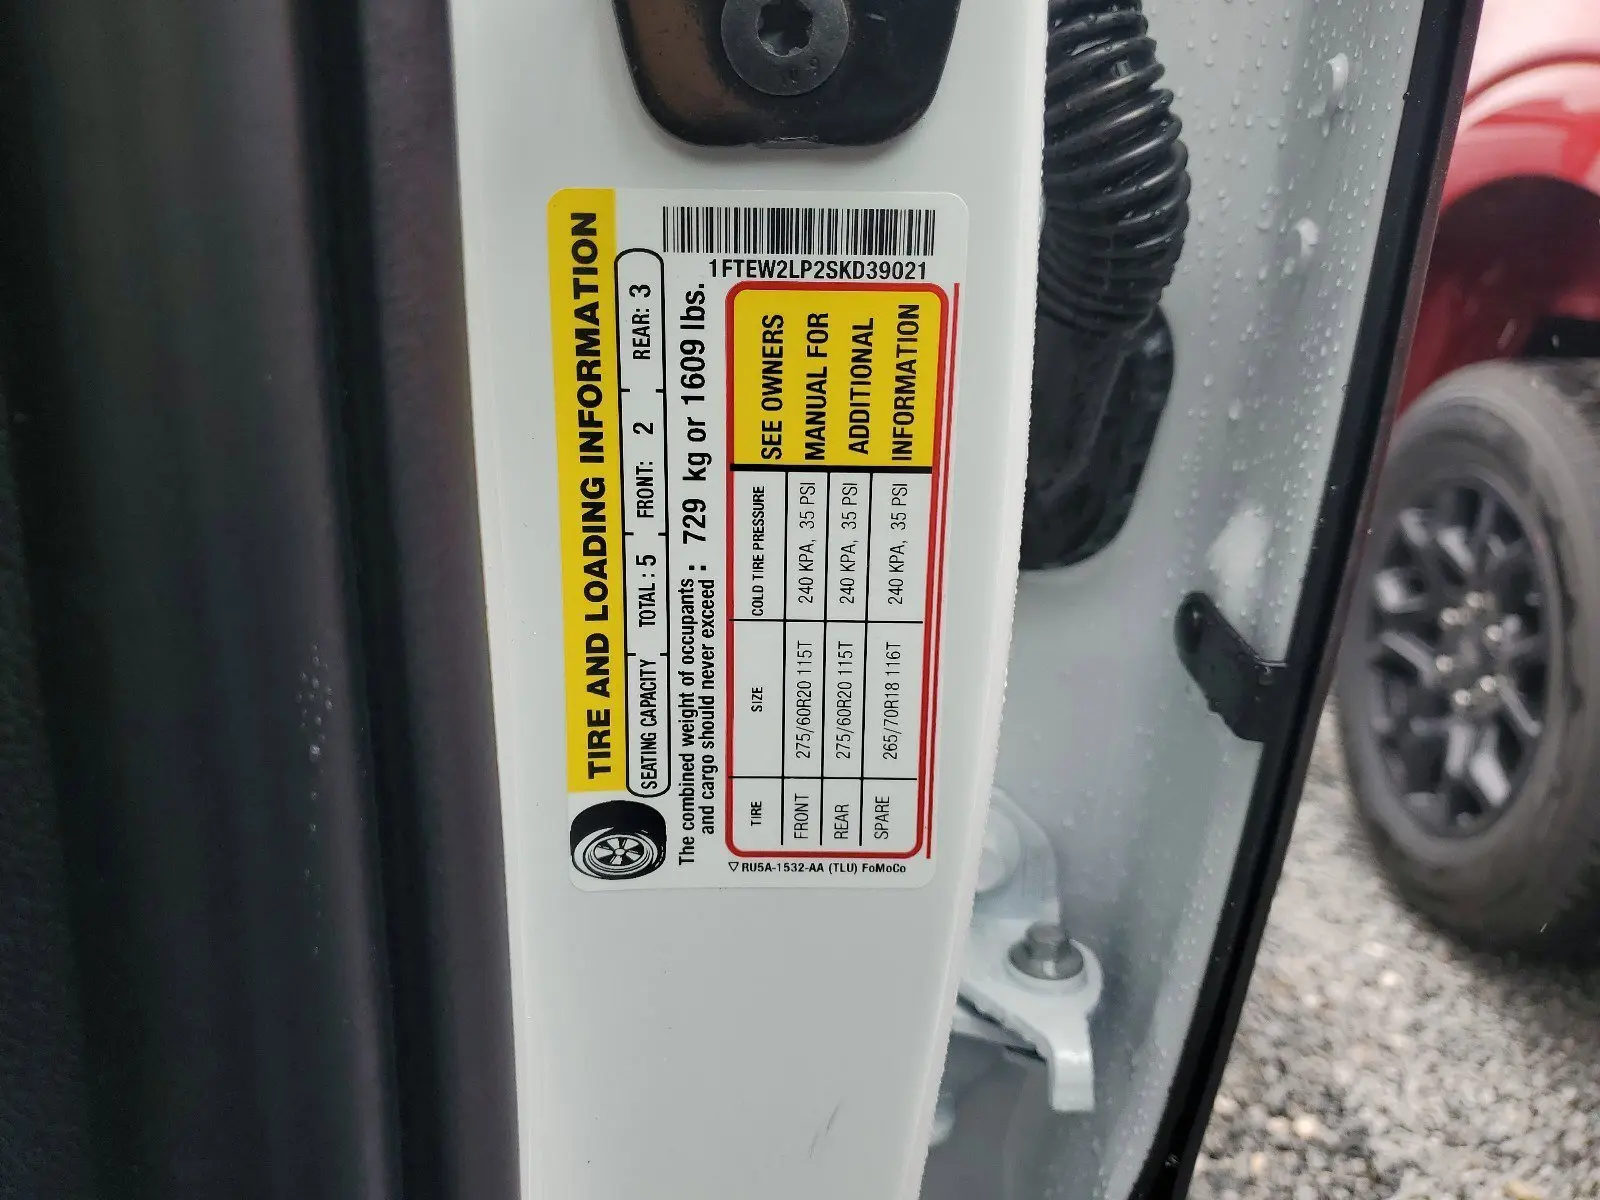 1FTEW2LP2SKD39021
TIRE AND LOADING INFORMATION
SEATING CAPACITY TOTAL: 5 FRONT: 2 REAR: 3
The combined weight of occupants
and cargo should never exceed : 729 kg or 1609 lbs.
TIRE SIZE COLD TIRE PRESSURE
FRONT 275/60R20 115T 240 KPA, 35 PSI
REAR 275/60R20 115T 240 KPA, 35 PSI
SPARE 265/70R18 116T 240 KPA, 35 PSI
SEE OWNERS
MANUAL FOR
ADDITIONAL
INFORMATION
RU5A-1532-AA (TLU) FoMoCo